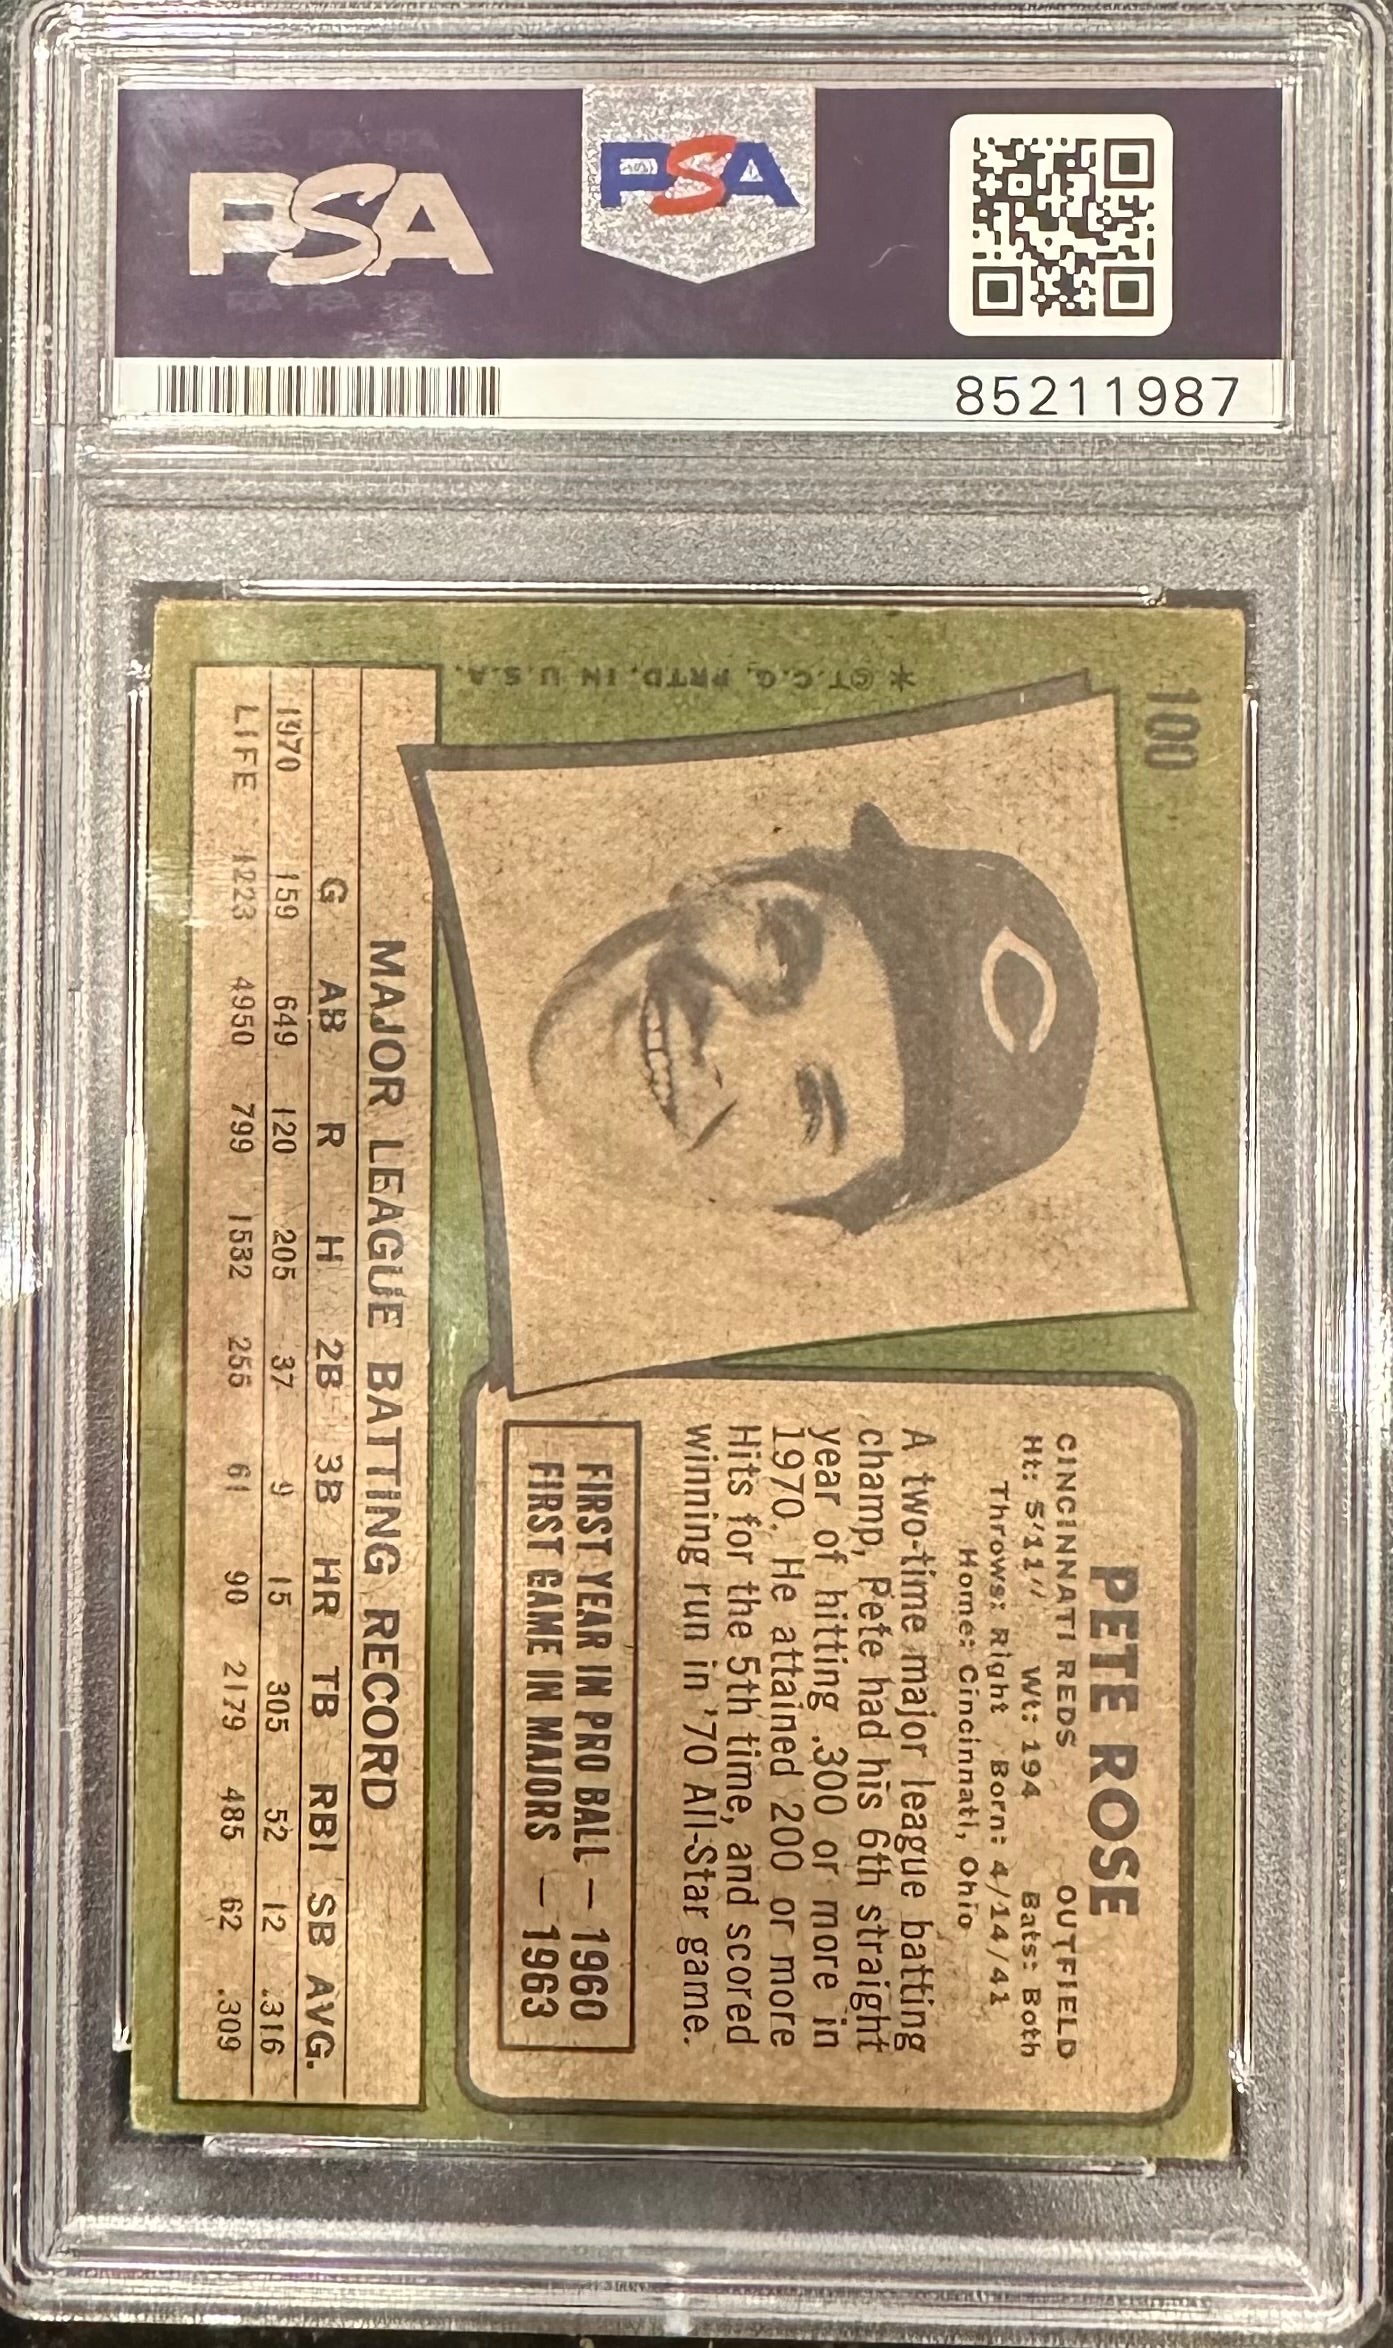 PSA
PSA
85211987
100
*©T.C.G. PRTD. IN U.S.A.
C
PETE ROSE
CINCINNATI REDS OUTFIELD
Ht: 5'11" Wt: 194 Bats: Both
Throws: Right Born: 4/14/41
Home: Cincinnati, Ohio
A two-time major league batting
champ, Pete had his 6th straight
year of hitting .300 or more in
1970. He attained 200 or more
Hits for the 5th time, and scored
winning run in '70 All-Star game.
FIRST YEAR IN PRO BALL — 1960
FIRST GAME IN MAJORS — 1963
MAJOR LEAGUE BATTING RECORD
G AB R H 2B 3B HR TB RBI SB AVG.
1970 159 649 120 205 37 9 15 305 52 12 .316
LIFE 1223 4950 799 1532 256 61 90 2179 485 62 .309